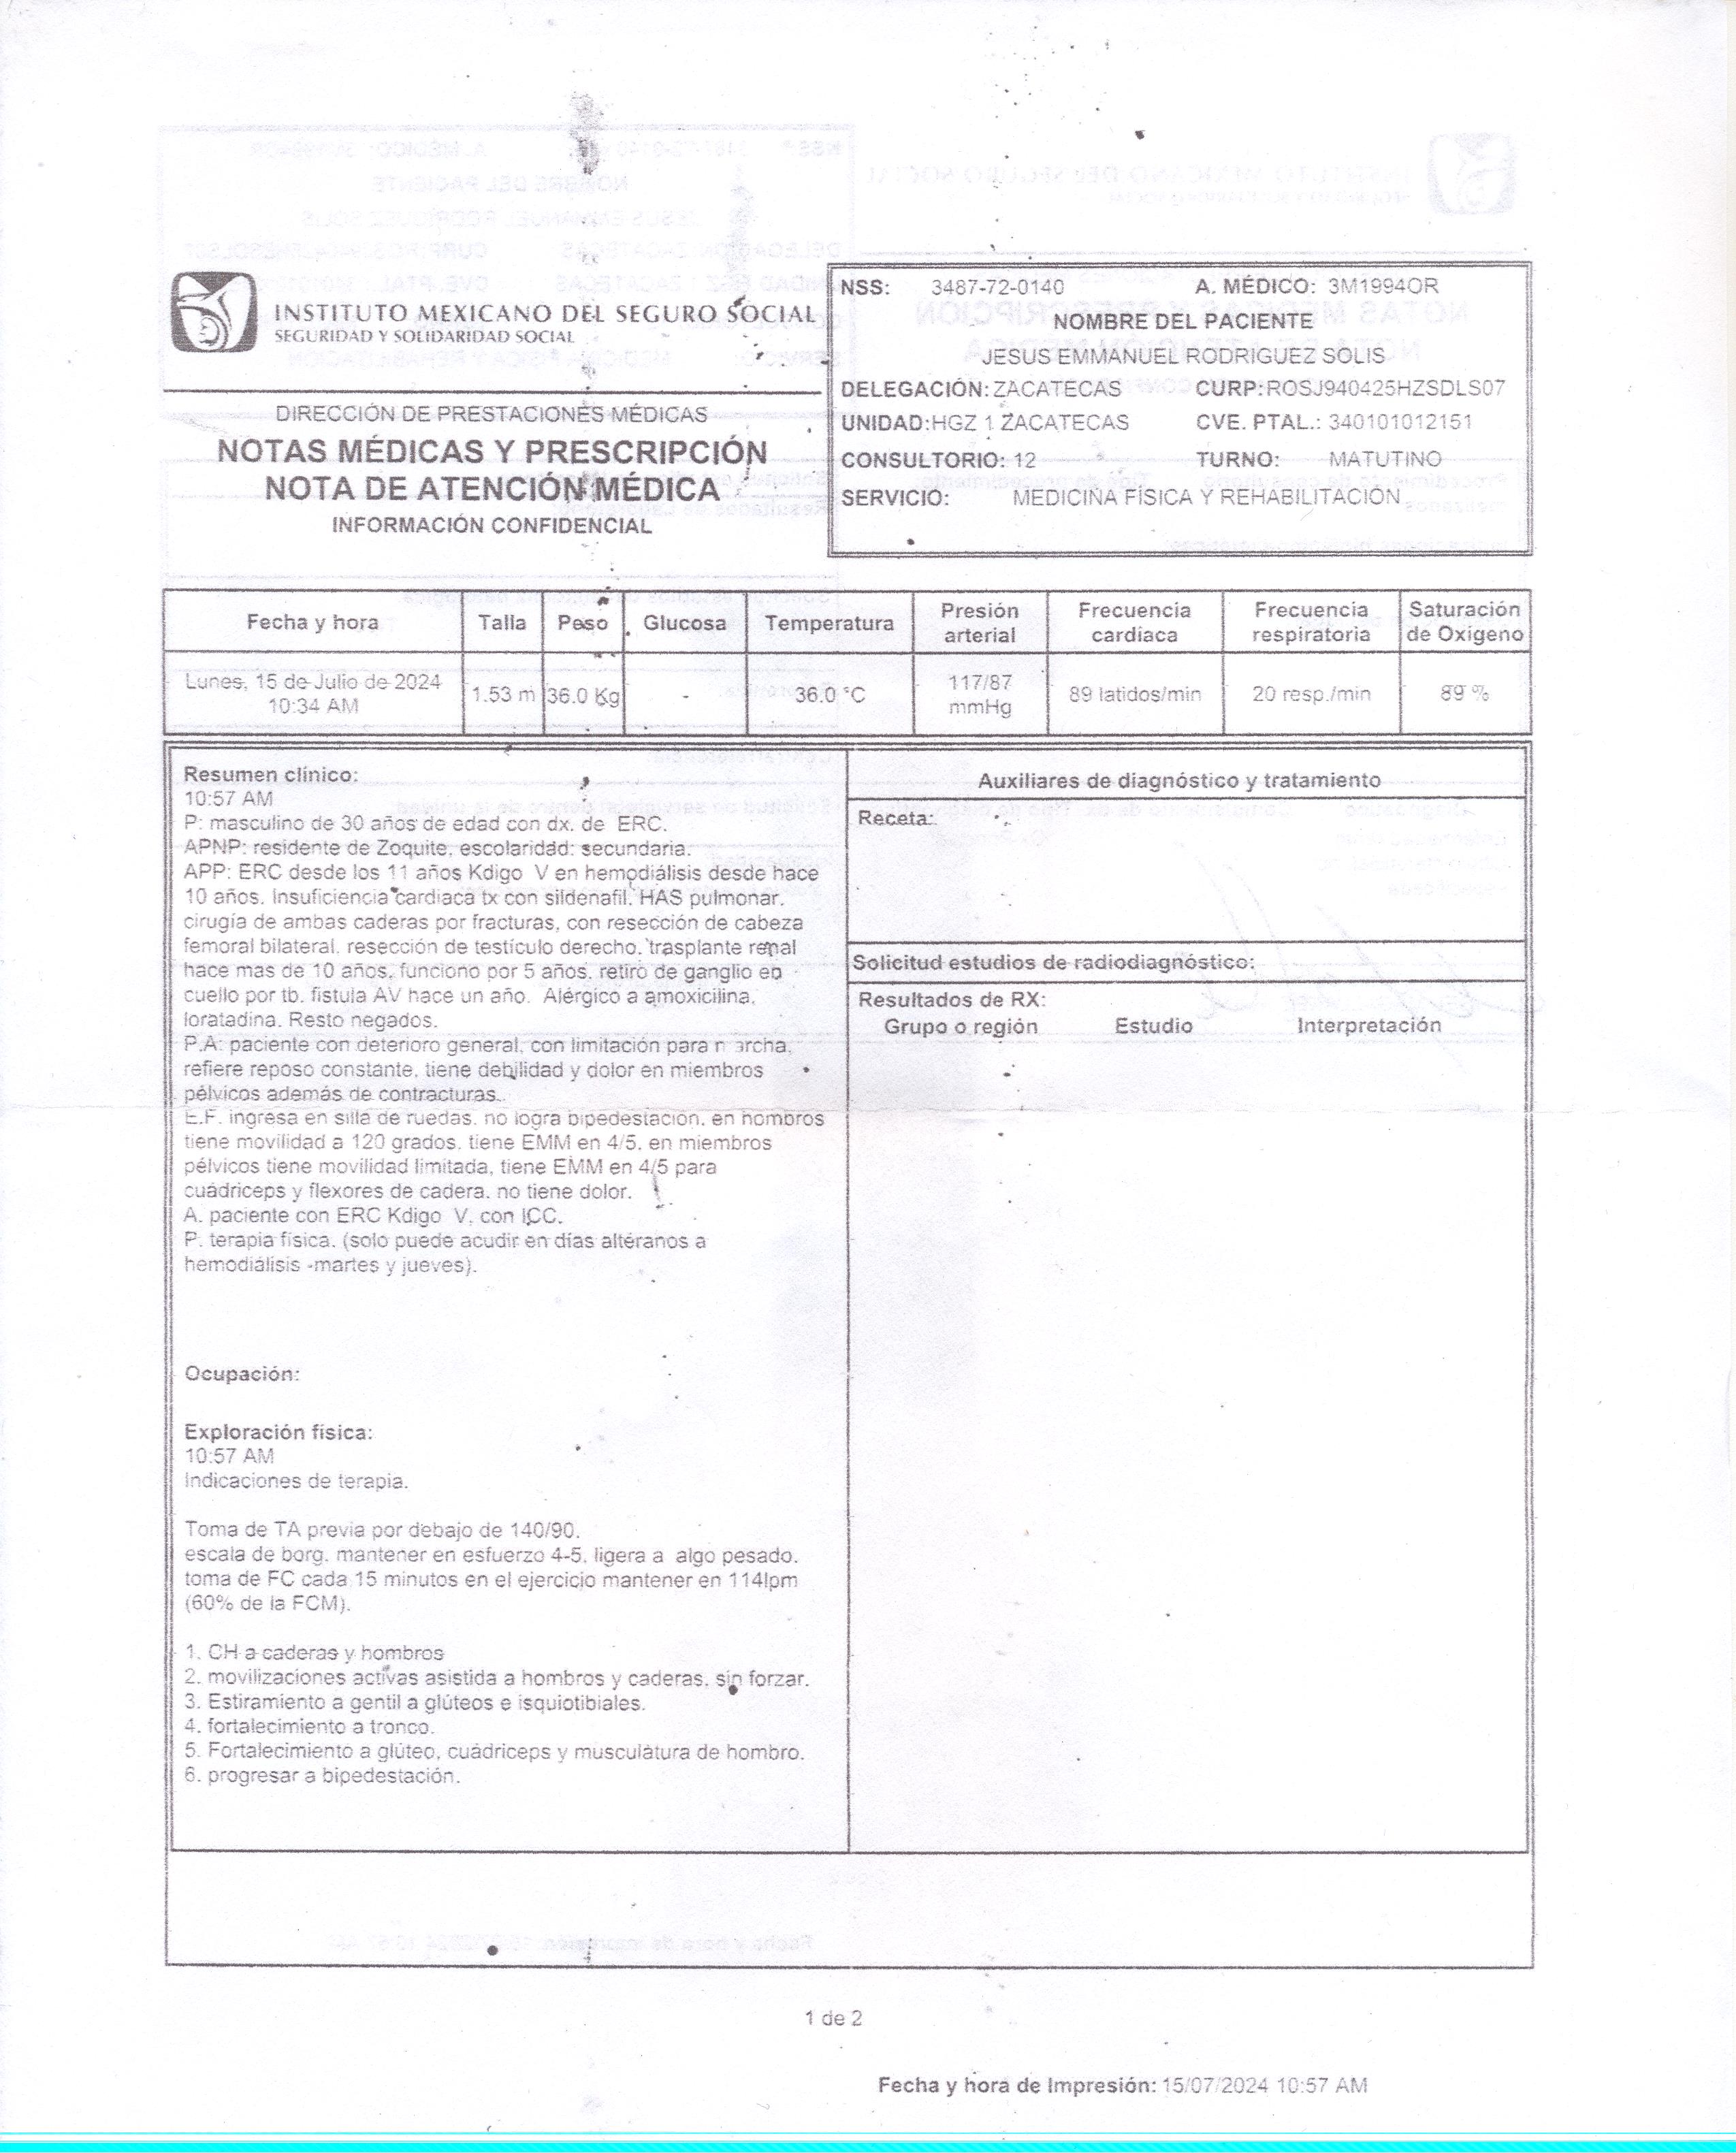 INSTITUTO MEXICANO DEL SEGURO SOCIAL
SEGURIDAD Y SOLIDARIDAD SOCIAL
DIRECCIÓN DE PRESTACIONES MÉDICAS
NOTAS MÉDICAS Y PRESCRIPCIÓN
NOTA DE ATENCIÓN MÉDICA
INFORMACIÓN CONFIDENCIAL
NSS: 3487-72-0140 A. MÉDICO: 3M1994OR
NOMBRE DEL PACIENTE
JESUS EMMANUEL RODRIGUEZ SOLIS
DELEGACIÓN: ZACATECAS CURP: ROSJ940425HZSDLS07
UNIDAD: HGZ 1 ZACATECAS CVE. PTAL.: 340101012151
CONSULTORIO: 12 TURNO: MATUTINO
SERVICIO: MEDICINA FÍSICA Y REHABILITACIÓN
Fecha y hora Talla Peso Glucosa Temperatura Presión arterial Frecuencia cardiaca Frecuencia respiratoria Saturación de Oxígeno
Lunes, 15 de Julio de 2024 10:34 AM 1.53 m 36.0 Kg - 36.0 °C 117/87 mmHg 89 latidos/min 20 resp./min 89 %
Resumen clínico:
10:57 AM
P: masculino de 30 años de edad con dx. de ERC.
APNP: residente de Zoquite, escolaridad: secundaria.
APP: ERC desde los 11 años Kdigo V en hemodiálisis desde hace
10 años. Insuficiencia cardiaca tx con sildenafil. HAS pulmonar.
cirugía de ambas caderas por fracturas, con resección de cabeza
femoral bilateral. resección de testículo derecho. trasplante renal
hace mas de 10 años. funciono por 5 años. retiro de ganglio en
cuello por tb. fistula AV hace un año. Alérgico a amoxicilina.
loratadina. Resto negados.
P.A: paciente con deterioro general, con limitación para marcha.
refiere reposo constante. tiene debilidad y dolor en miembros
pélvicos además de contracturas.
E.F. ingresa en silla de ruedas. no logra bipedestación. en hombros
tiene movilidad a 120 grados. tiene EMM en 4/5. en miembros
pélvicos tiene movilidad limitada, tiene EMM en 4/5 para
cuádriceps y flexores de cadera. no tiene dolor.
A. paciente con ERC Kdigo V. con ICC.
P. terapia física. (solo puede acudir en días altéranos a
hemodiálisis -martes y jueves).
Ocupación:
Exploración física:
10:57 AM
Indicaciones de terapia.
Toma de TA previa por debajo de 140/90.
escala de borg. mantener en esfuerzo 4-5. ligera a algo pesado.
toma de FC cada 15 minutos en el ejercicio mantener en 114lpm
(60% de la FCM).
1. CH a caderas y hombros
2. movilizaciones activas asistida a hombros y caderas. sin forzar.
3. Estiramiento a gentil a glúteos e isquiotibiales.
4. fortalecimiento a tronco.
5. Fortalecimiento a glúteo, cuádriceps y musculatura de hombro.
6. progresar a bipedestación.
Auxiliares de diagnóstico y tratamiento
Receta:
Solicitud estudios de radiodiagnóstico:
Resultados de RX:
Grupo o región Estudio Interpretación
1 de 2
Fecha y hora de Impresión: 15/07/2024 10:57 AM